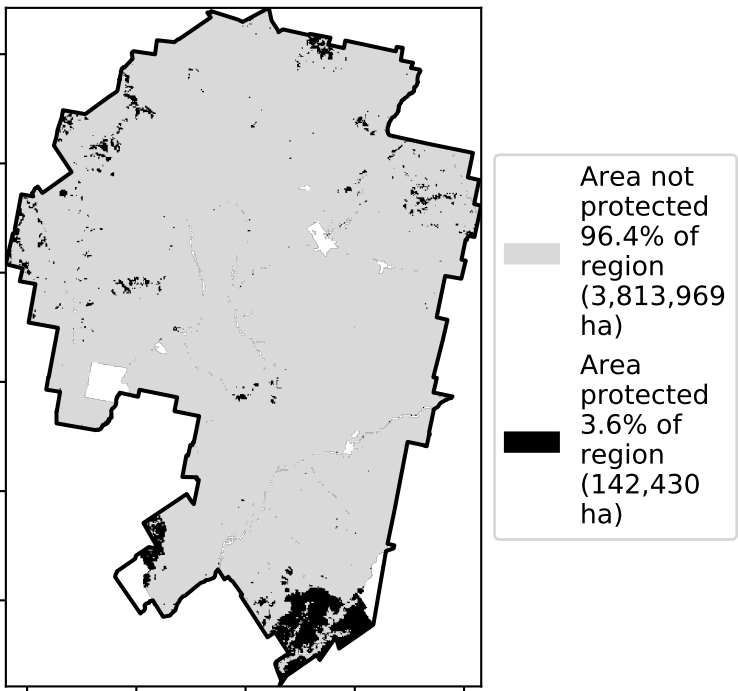 Area not
protected
96.4% of
region
(3,813,969
ha)
Area
protected
3.6% of
region
(142,430
ha)